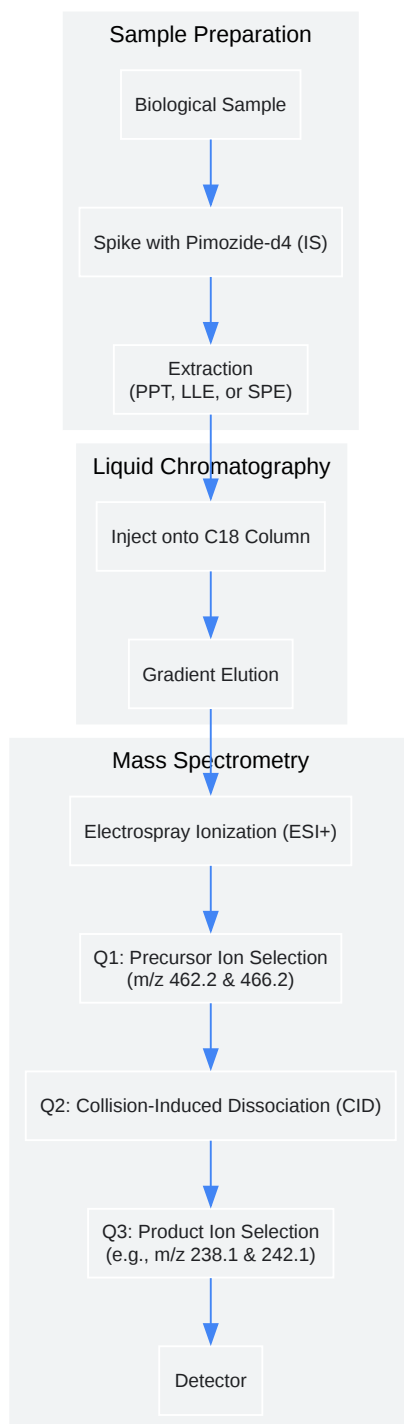 Sample Preparation
Biological Sample
Spike with Pimozide-d4 (IS)
Extraction
(PPT, LLE, or SPE)
Liquid Chromatography
Inject onto C18 Column
Gradient Elution
Mass Spectrometry
Electrospray Ionization (ESI+)
Q1: Precursor Ion Selection
(m/z 462.2 & 466.2)
Q2: Collision-Induced Dissociation (CID)
Q3: Product Ion Selection
(e.g., m/z 238.1 & 242.1)
Detector